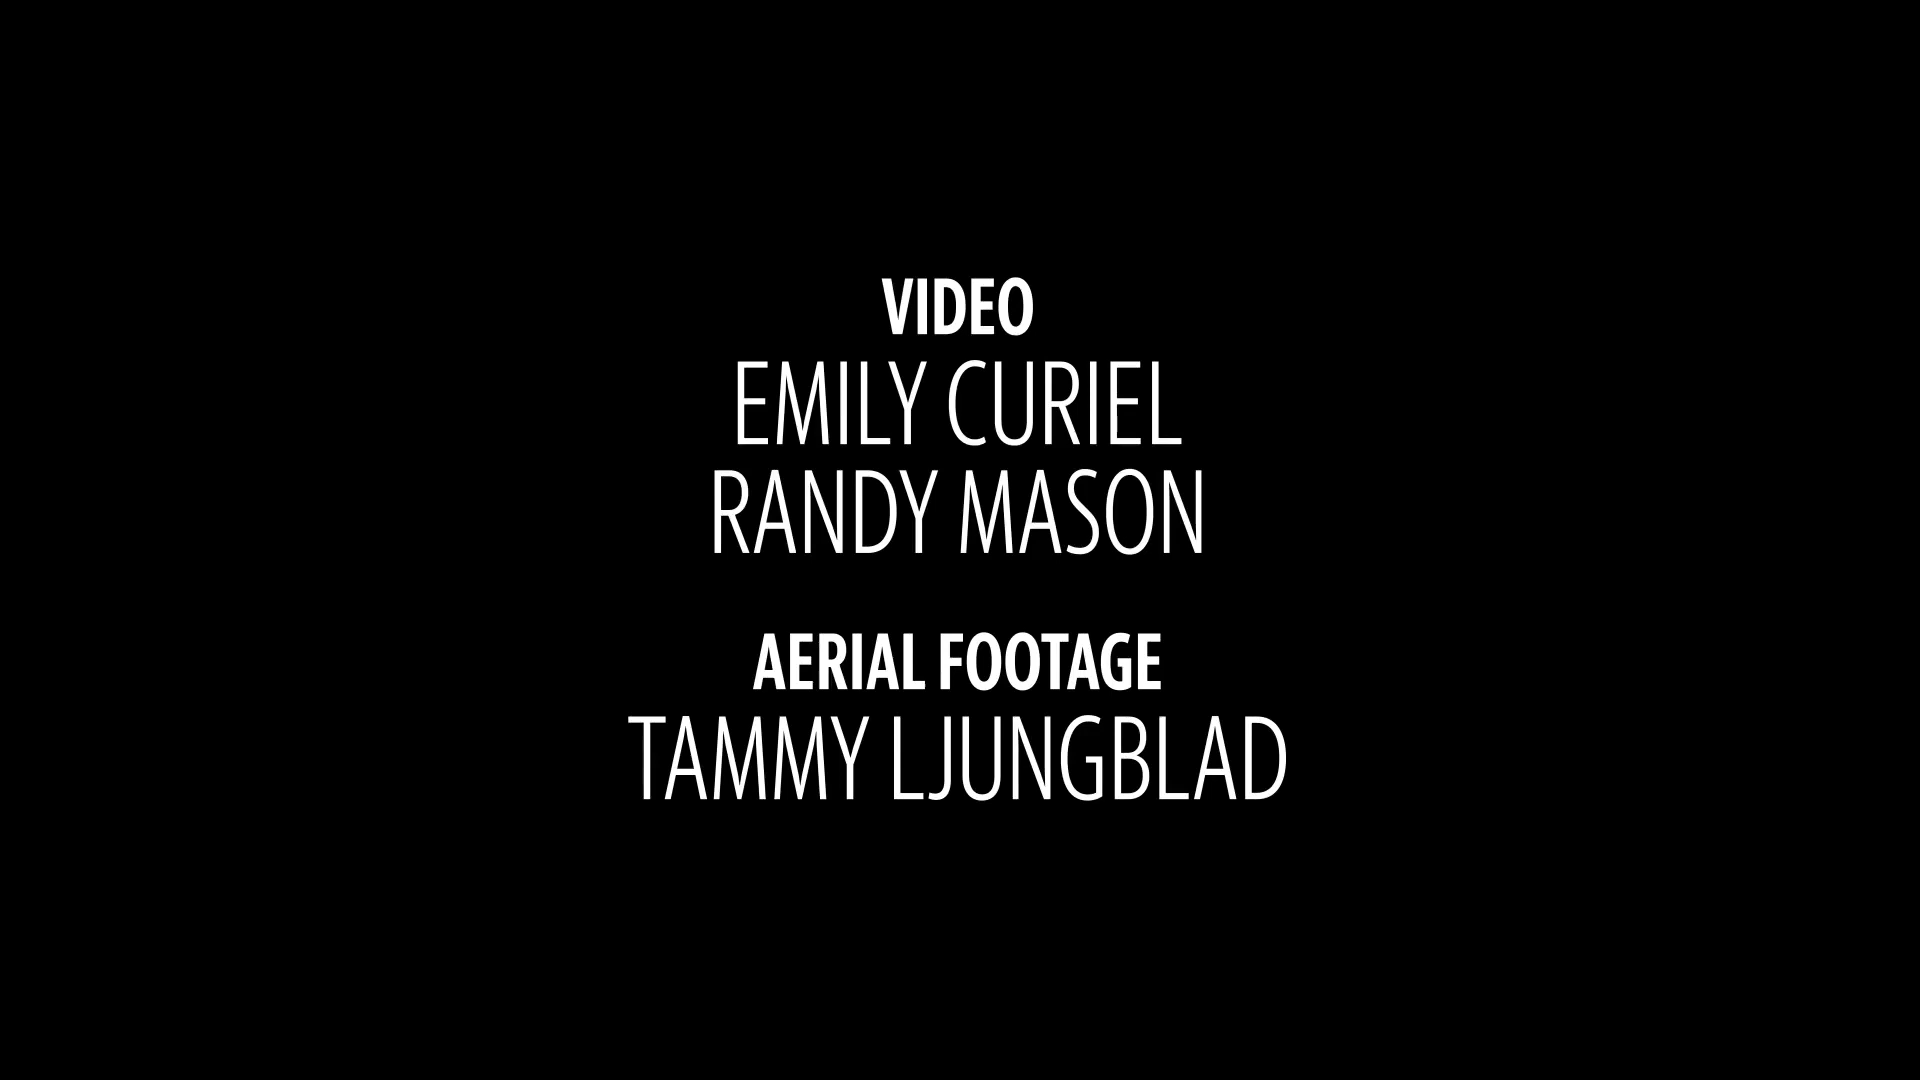 VIDEO
EMILY CURIEL
RANDY MASON
AERIAL FOOTAGE
TAMMY LJUNGBLAD